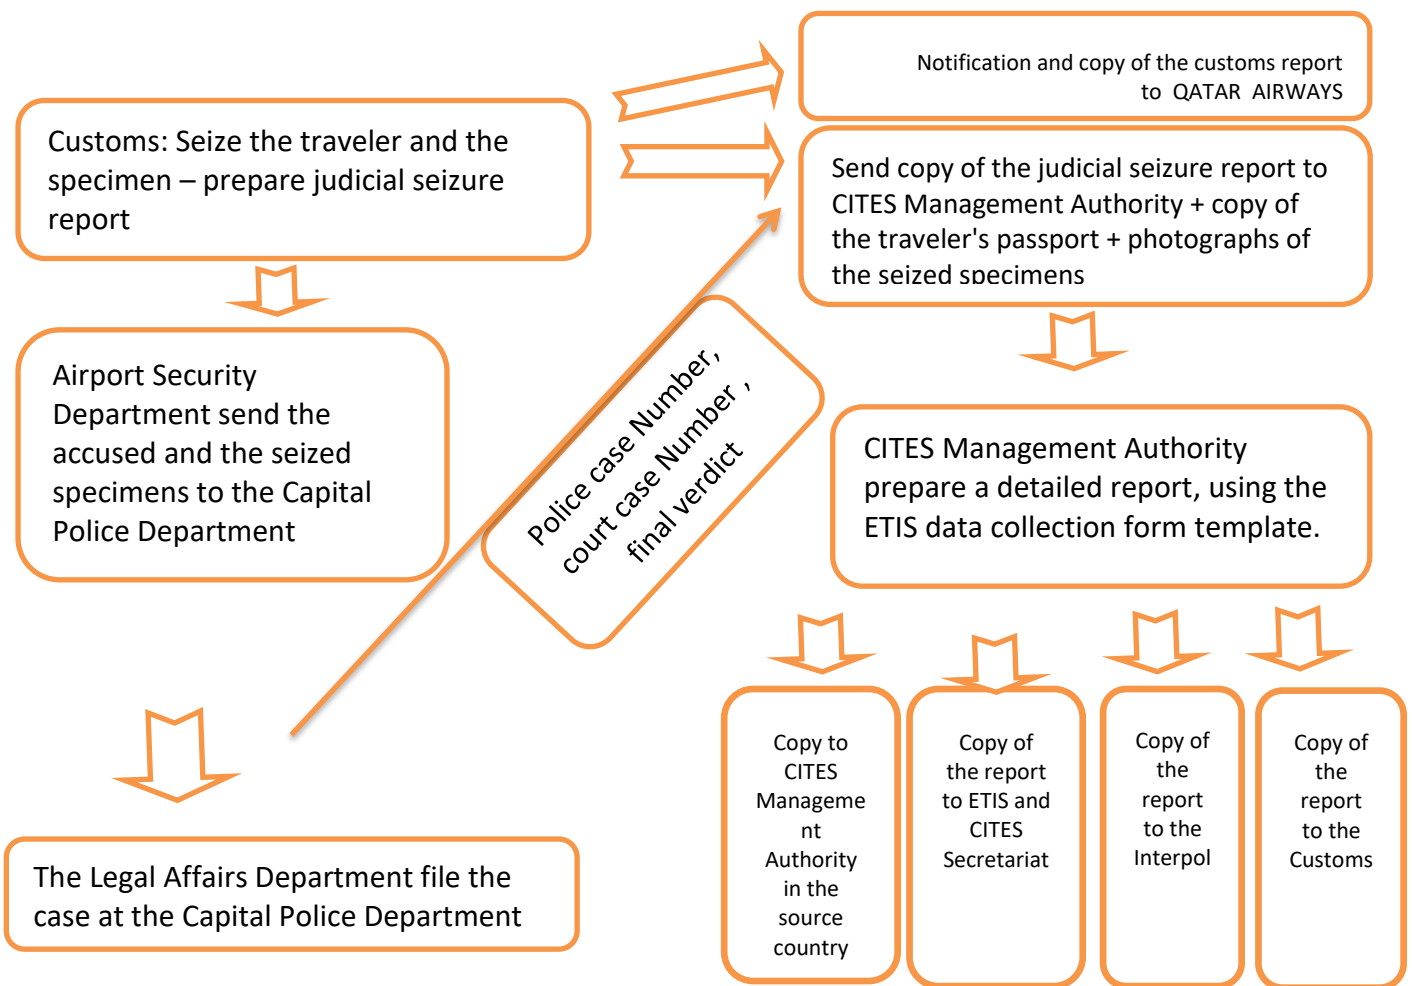 Notification and copy of the customs report
to QATAR AIRWAYS
Customs: Seize the traveler and the
specimen – prepare judicial seizure
report
Send copy of the judicial seizure report to
CITES Management Authority + copy of
the traveler's passport + photographs of
the seized specimens
Airport Security
Department send the
accused and the seized
specimens to the Capital
Police Department
Police case Number,
court case Number ,
final verdict
CITES Management Authority
prepare a detailed report, using the
ETIS data collection form template.
The Legal Affairs Department file the
case at the Capital Police Department
Copy to
CITES
Manageme
nt
Authority
in the
source
country
Copy of
the report
to ETIS and
CITES
Secretariat
Copy of
the
report
to the
Interpol
Copy of
the
report
to the
Customs